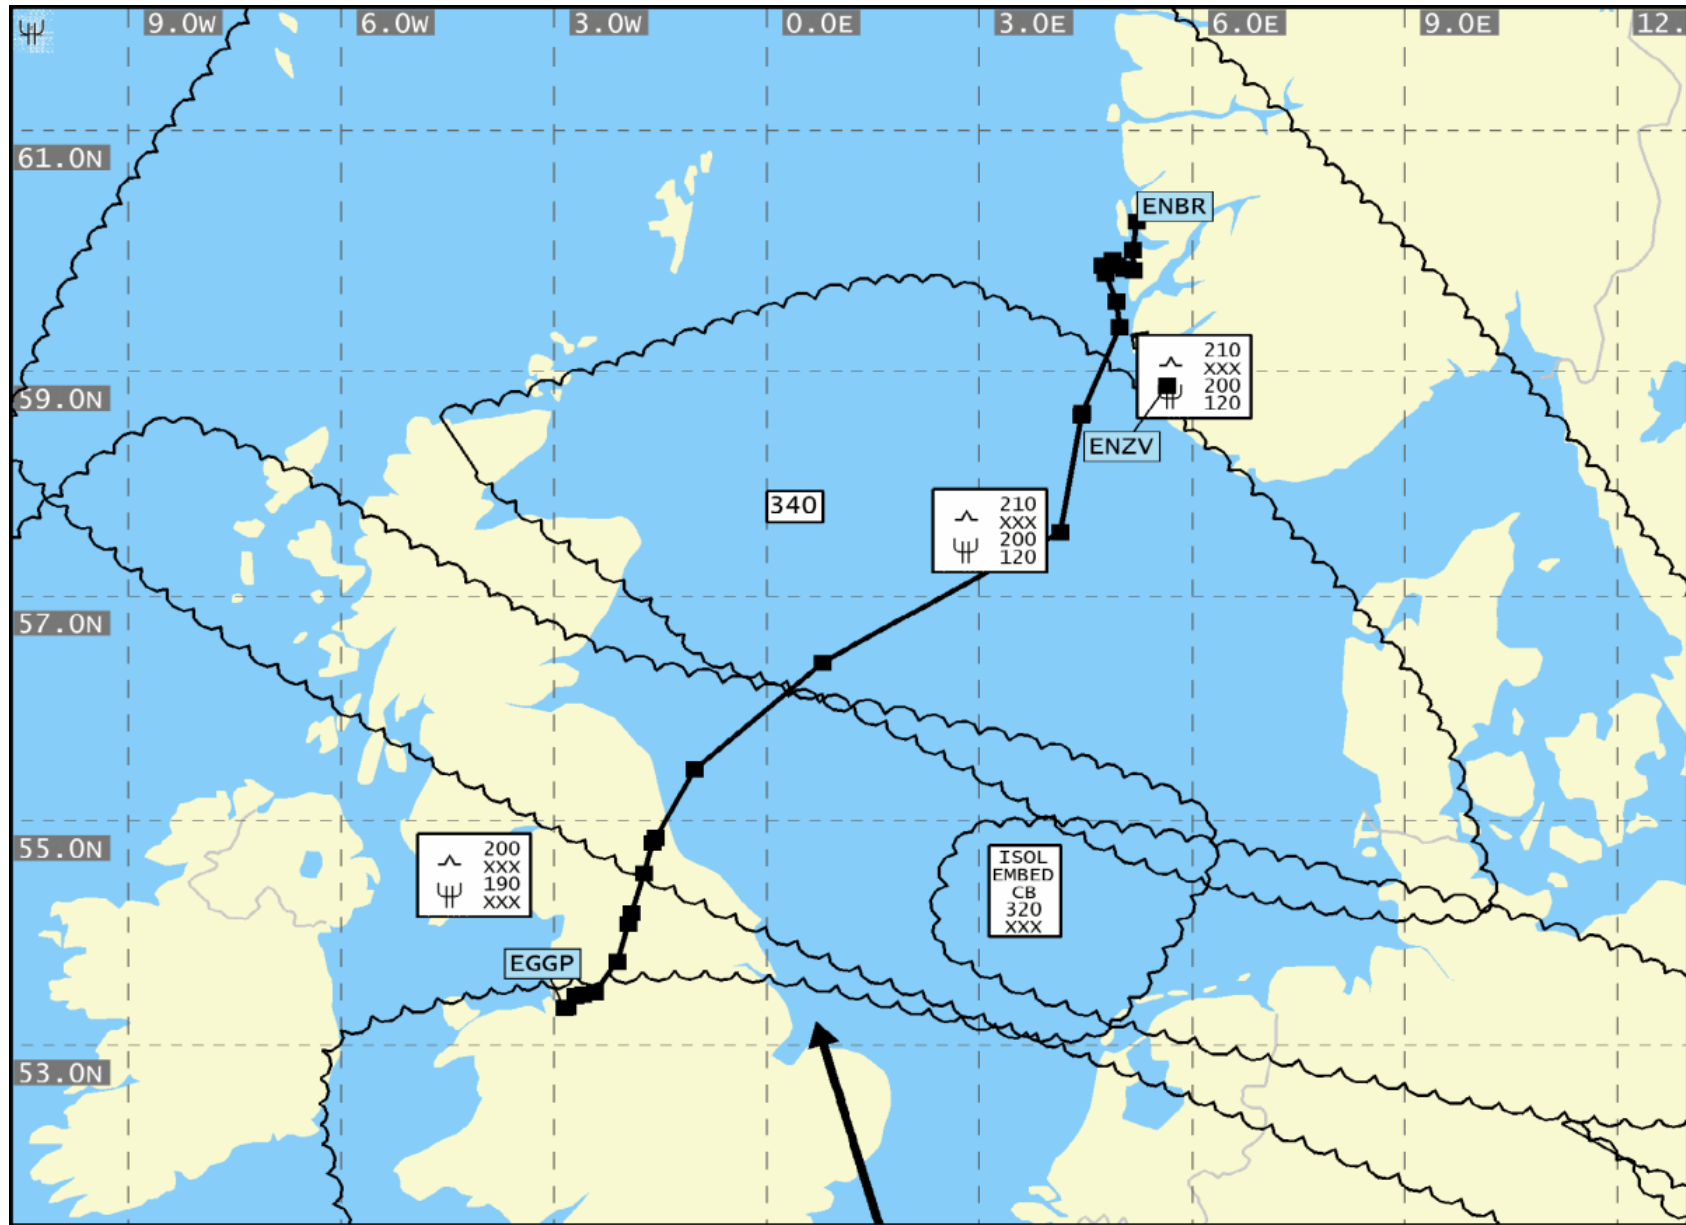 9.0W 6.0W 3.0W 0.0E 3.0E 6.0E 9.0E 12.
61.0N
ENBR
210
XXX
200
120
59.0N
ENZV
340
210
XXX
200
120
57.0N
55.0N
200
XXX
190
XXX
ISOL
EMBED
CB
320
XXX
EGGP
53.0N